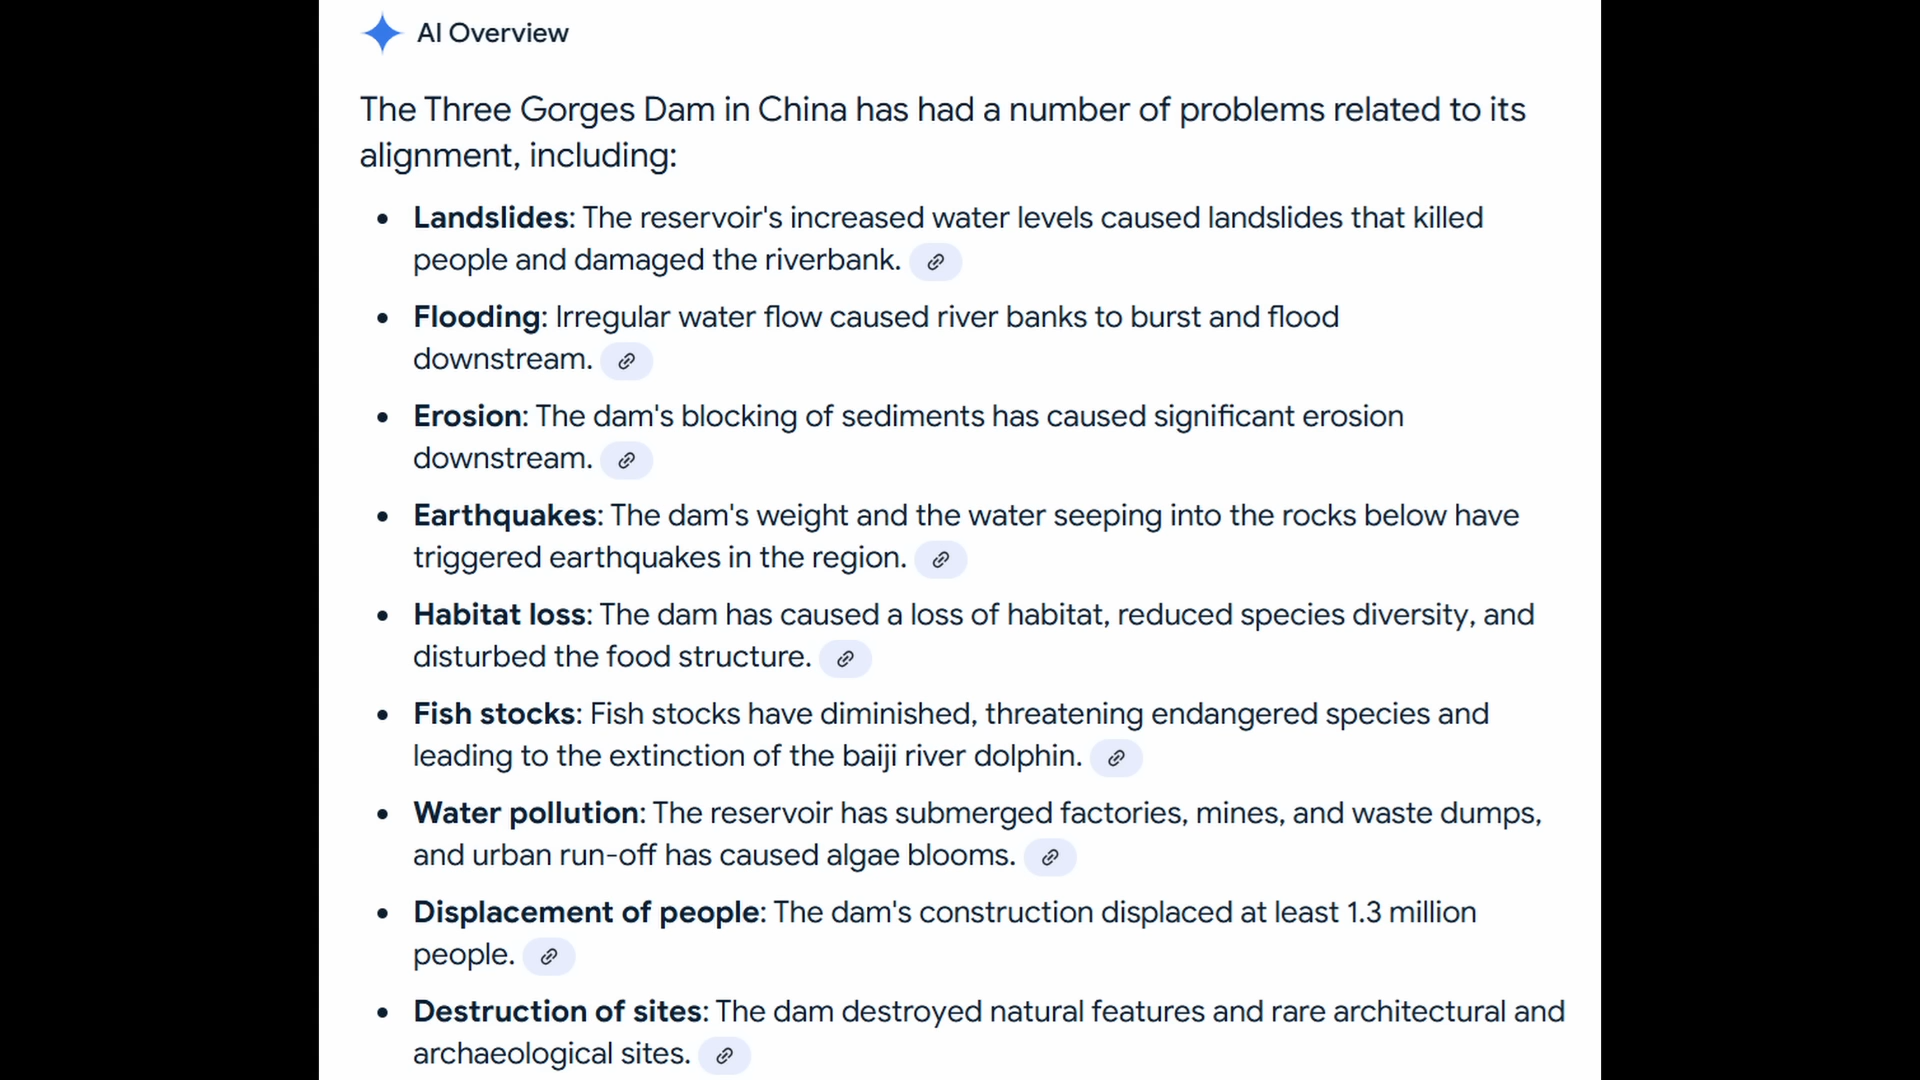 AI Overview
The Three Gorges Dam in China has had a number of problems related to its
alignment, including:
• Landslides: The reservoir's increased water levels caused landslides that killed
people and damaged the riverbank.
• Flooding: Irregular water flow caused river banks to burst and flood
downstream.
• Erosion: The dam's blocking of sediments has caused significant erosion
downstream.
• Earthquakes: The dam's weight and the water seeping into the rocks below have
triggered earthquakes in the region.
• Habitat loss: The dam has caused a loss of habitat, reduced species diversity, and
disturbed the food structure.
• Fish stocks: Fish stocks have diminished, threatening endangered species and
leading to the extinction of the baiji river dolphin.
• Water pollution: The reservoir has submerged factories, mines, and waste dumps,
and urban run-off has caused algae blooms.
• Displacement of people: The dam's construction displaced at least 1.3 million
people.
• Destruction of sites: The dam destroyed natural features and rare architectural and
archaeological sites.